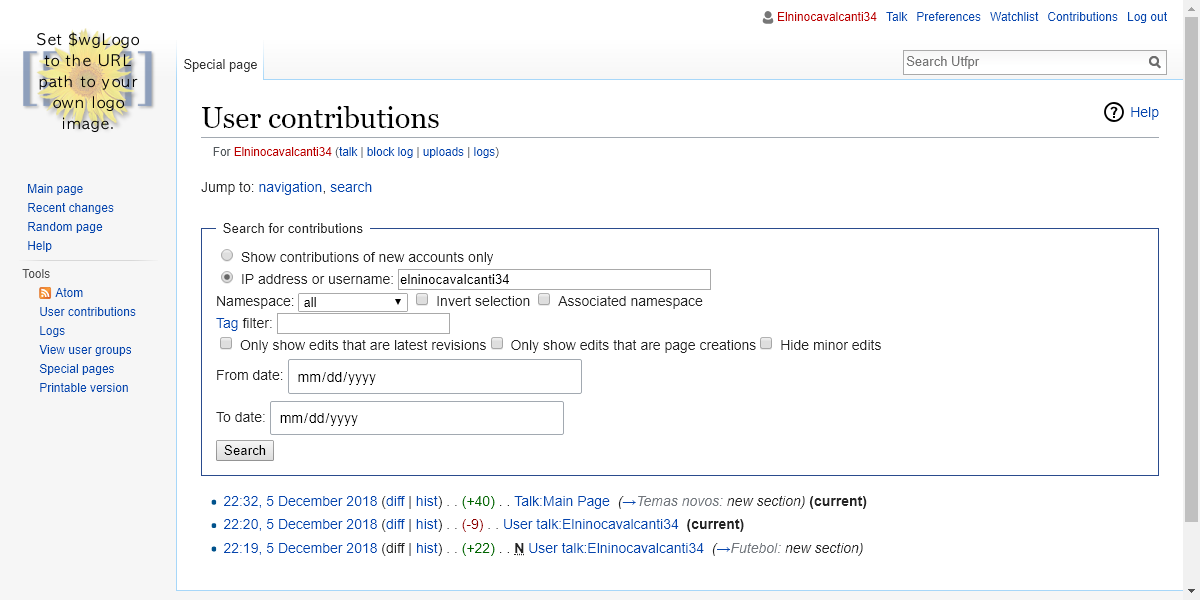 Elninocavalcanti34 Talk Preferences Watchlist Contributions Log out
Set $wgLogo
to the URL
path to your
own logo
image.
Special page
Search Utfpr
User contributions
Help
For Elninocavalcanti34 (talk | block log | uploads | logs)
Jump to: navigation, search
Main page
Recent changes
Random page
Help
Tools
Atom
User contributions
Logs
View user groups
Special pages
Printable version
Search for contributions
Show contributions of new accounts only
IP address or username: elninocavalcanti34
Namespace: all Invert selection Associated namespace
Tag filter:
Only show edits that are latest revisions Only show edits that are page creations Hide minor edits
From date: mm/dd/yyyy
To date: mm/dd/yyyy
Search
22:32, 5 December 2018 (diff | hist) . . (+40) . . Talk:Main Page (→Temas novos: new section) (current)
22:20, 5 December 2018 (diff | hist) . . (-9) . . User talk:Elninocavalcanti34 (current)
22:19, 5 December 2018 (diff | hist) . . (+22) . . N User talk:Elninocavalcanti34 (→Futebol: new section)